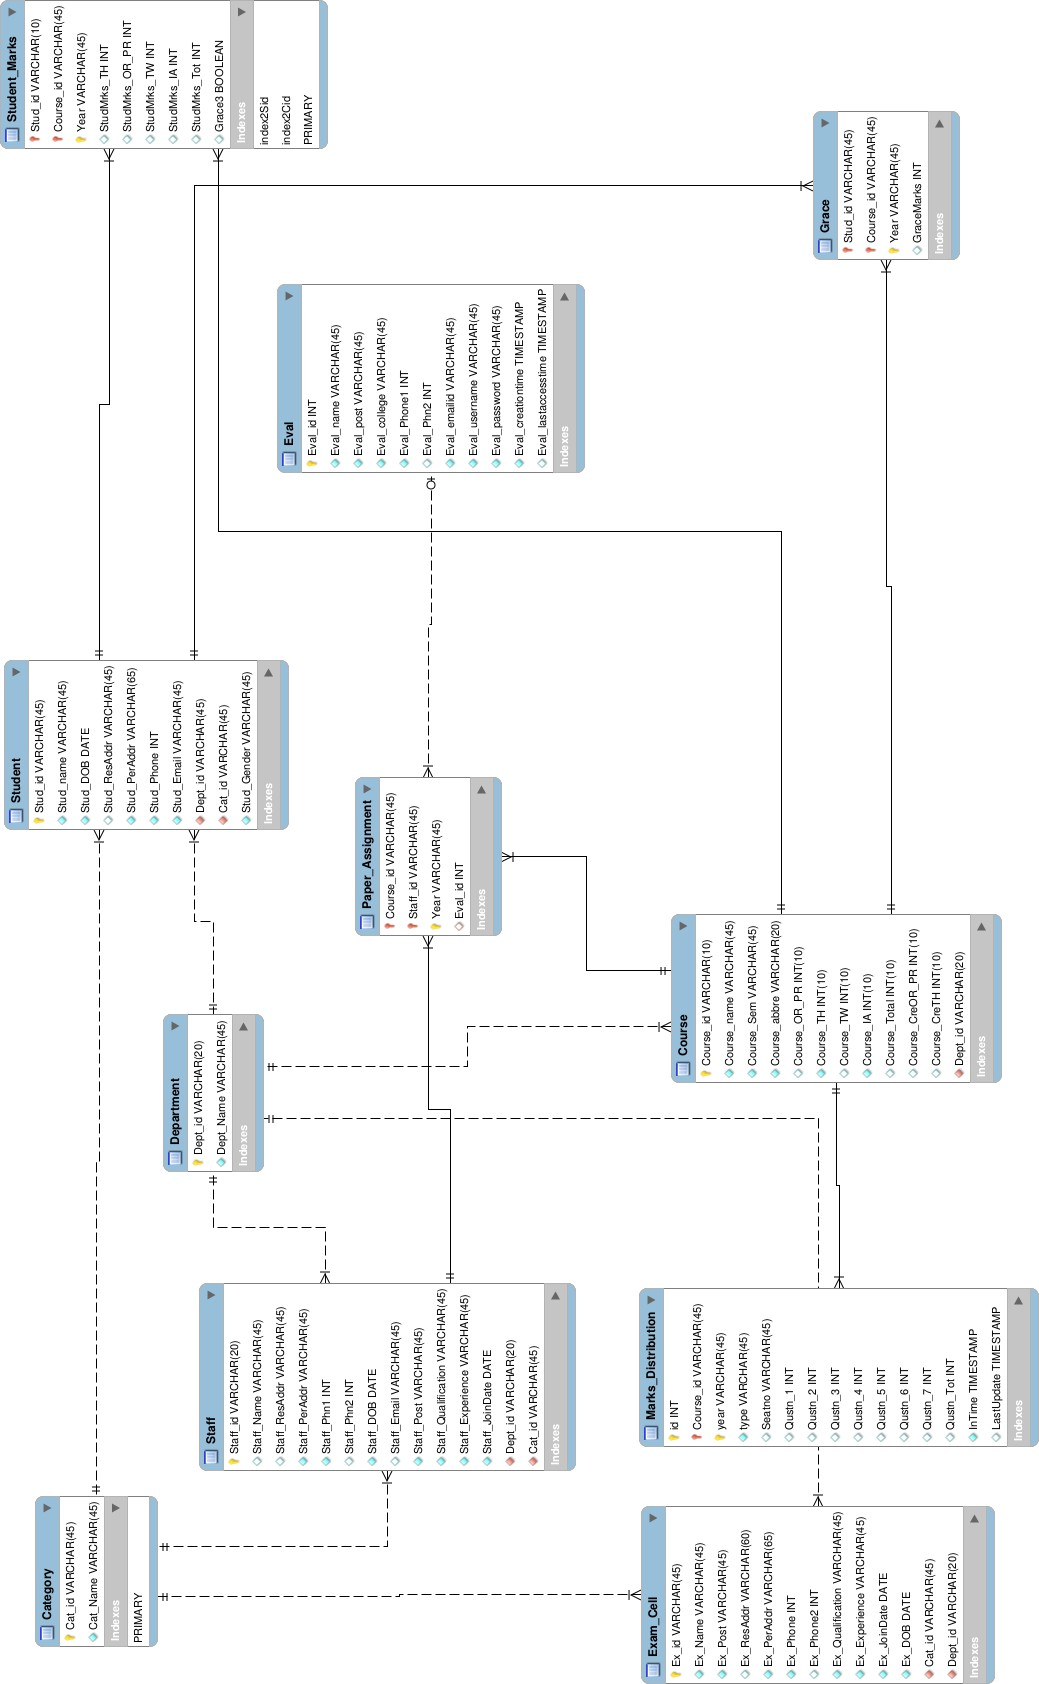 Student_Marks
Stud_id VARCHAR(10)
Course_id VARCHAR(45)
Year VARCHAR(45)
StudMrks_TH INT
StudMrks_OR_PR INT
StudMrks_TW INT
StudMrks_IA INT
StudMrks_Tot INT
Grace3 BOOLEAN
Indexes
index2Sid
index2Cid
PRIMARY
Grace
Stud_id VARCHAR(45)
Course_id VARCHAR(45)
Year VARCHAR(45)
GraceMarks INT
Indexes
Eval
Eval_id INT
Eval_name VARCHAR(45)
Eval_post VARCHAR(45)
Eval_college VARCHAR(45)
Eval_Phone1 INT
Eval_Phn2 INT
Eval_emailid VARCHAR(45)
Eval_username VARCHAR(45)
Eval_password VARCHAR(45)
Eval_creationtime TIMESTAMP
Eval_lastaccesstime TIMESTAMP
Indexes
Student
Stud_id VARCHAR(45)
Stud_name VARCHAR(45)
Stud_DOB DATE
Stud_ResAddr VARCHAR(45)
Stud_PerAddr VARCHAR(65)
Stud_Phone INT
Stud_Email VARCHAR(45)
Dept_id VARCHAR(45)
Cat_id VARCHAR(45)
Stud_Gender VARCHAR(45)
Indexes
Paper_Assignment
Course_id VARCHAR(45)
Staff_id VARCHAR(45)
Year VARCHAR(45)
Eval_id INT
Indexes
Course
Course_id VARCHAR(10)
Course_name VARCHAR(45)
Course_Sem VARCHAR(45)
Course_abbre VARCHAR(20)
Course_OR_PR INT(10)
Course_TH INT(10)
Course_TW INT(10)
Course_IA INT(10)
Course_Total INT(10)
Course_CreOR_PR INT(10)
Course_CreTH INT(10)
Dept_id VARCHAR(20)
Indexes
Department
Dept_id VARCHAR(20)
Dept_Name VARCHAR(45)
Indexes
Staff
Staff_id VARCHAR(20)
Staff_Name VARCHAR(45)
Staff_ResAddr VARCHAR(45)
Staff_PerAddr VARCHAR(45)
Staff_Phn1 INT
Staff_Phn2 INT
Staff_DOB DATE
Staff_Email VARCHAR(45)
Staff_Post VARCHAR(45)
Staff_Qualification VARCHAR(45)
Staff_Experience VARCHAR(45)
Staff_JoinDate DATE
Dept_id VARCHAR(20)
Cat_id VARCHAR(45)
Indexes
Marks_Distribution
id INT
Course_id VARCHAR(45)
year VARCHAR(45)
type VARCHAR(45)
Seatno VARCHAR(45)
Qustn_1 INT
Qustn_2 INT
Qustn_3 INT
Qustn_4 INT
Qustn_5 INT
Qustn_6 INT
Qustn_7 INT
Qustn_Tot INT
InTime TIMESTAMP
LastUpdate TIMESTAMP
Indexes
Category
Cat_id VARCHAR(45)
Cat_Name VARCHAR(45)
Indexes
PRIMARY
Exam_Cell
Ex_id VARCHAR(45)
Ex_Name VARCHAR(45)
Ex_Post VARCHAR(45)
Ex_ResAddr VARCHAR(60)
Ex_PerAddr VARCHAR(65)
Ex_Phone INT
Ex_Phone2 INT
Ex_Qualification VARCHAR(45)
Ex_Experience VARCHAR(45)
Ex_JoinDate DATE
Ex_DOB DATE
Cat_id VARCHAR(45)
Dept_id VARCHAR(20)
Indexes